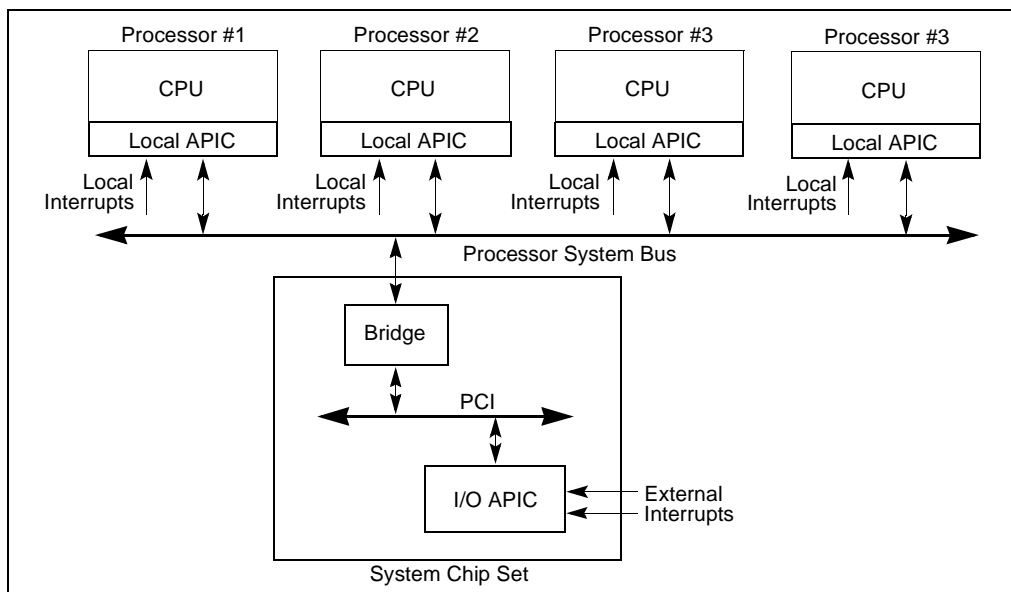 Processor #1
Processor #2
Processor #3
Processor #3
CPU
CPU
CPU
CPU
Local APIC
Local APIC
Local APIC
Local APIC
Local
Interrupts
Local
Interrupts
Local
Interrupts
Local
Interrupts
Processor System Bus
Bridge
PCI
I/O APIC
External
Interrupts
System Chip Set